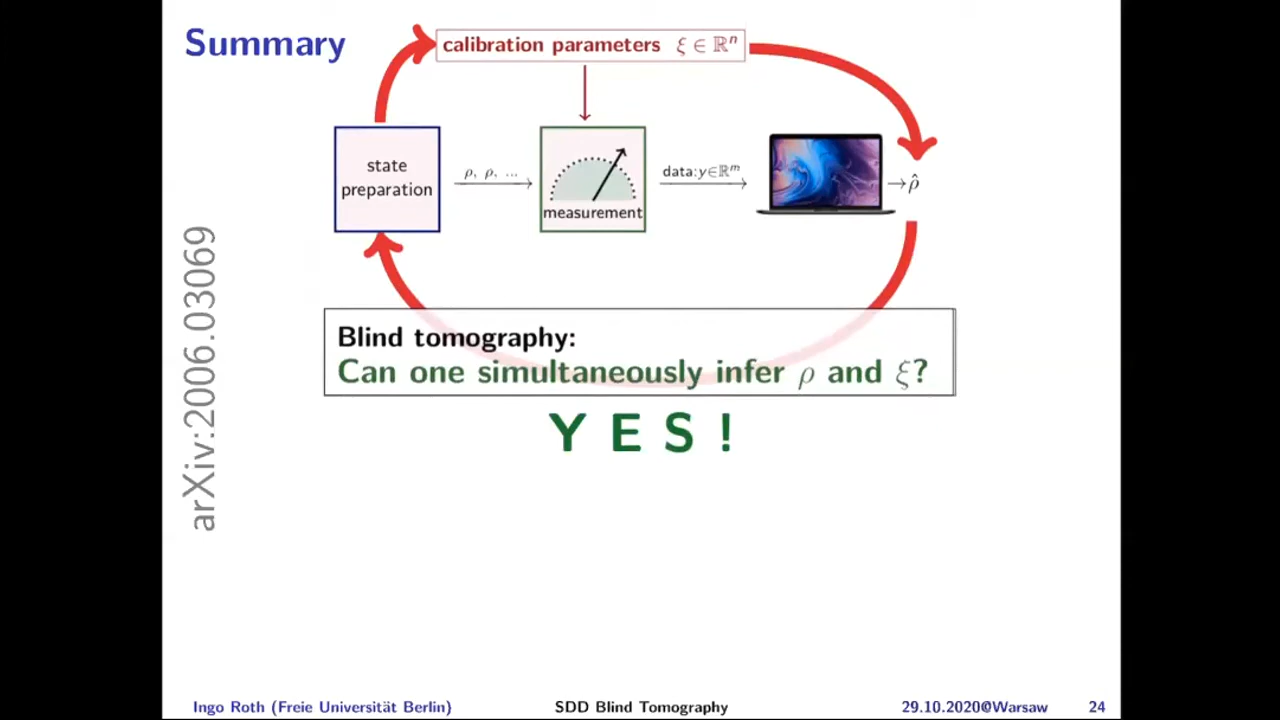 Summary
calibration parameters ξ ∈ ℝⁿ
state
preparation
ρ, ρ, ...
measurement
data:y∈ℝᵐ
→ρ̂
arXiv:2006.03069
Blind tomography:
Can one simultaneously infer ρ and ξ?
Y E S !
Ingo Roth (Freie Universität Berlin)
SDD Blind Tomography
29.10.2020@Warsaw
24